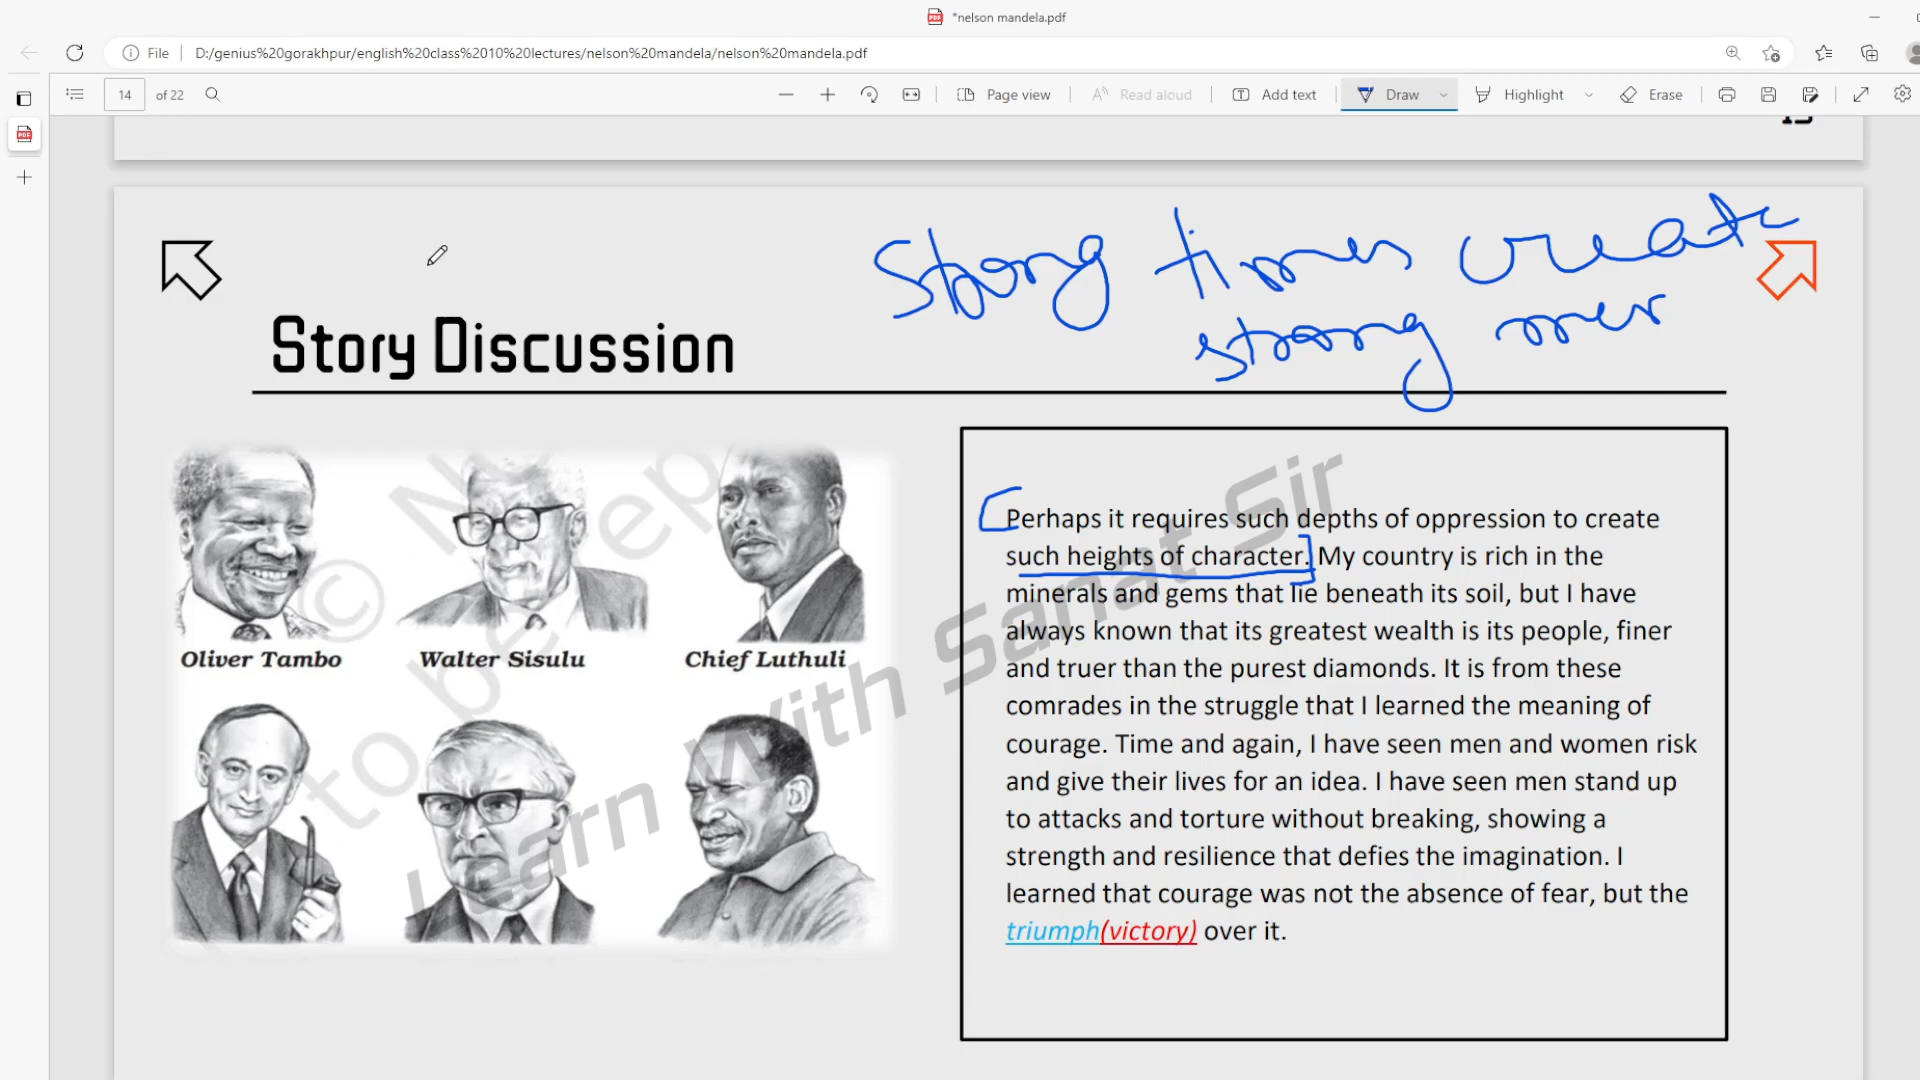 *nelson mandela.pdf
File D:/genius%20gorakhpur/english%20class%2010%20lectures/nelson%20mandela/nelson%20mandela.pdf
14 of 22 Page view Read aloud Add text Draw Highlight Erase
Strong times create
strong men
Story Discussion
Oliver Tambo Walter Sisulu Chief Luthuli
Perhaps it requires such depths of oppression to create
such heights of character. My country is rich in the
minerals and gems that lie beneath its soil, but I have
always known that its greatest wealth is its people, finer
and truer than the purest diamonds. It is from these
comrades in the struggle that I learned the meaning of
courage. Time and again, I have seen men and women risk
and give their lives for an idea. I have seen men stand up
to attacks and torture without breaking, showing a
strength and resilience that defies the imagination. I
learned that courage was not the absence of fear, but the
triumph(victory) over it.
Learn With Sanat Sir
© to be